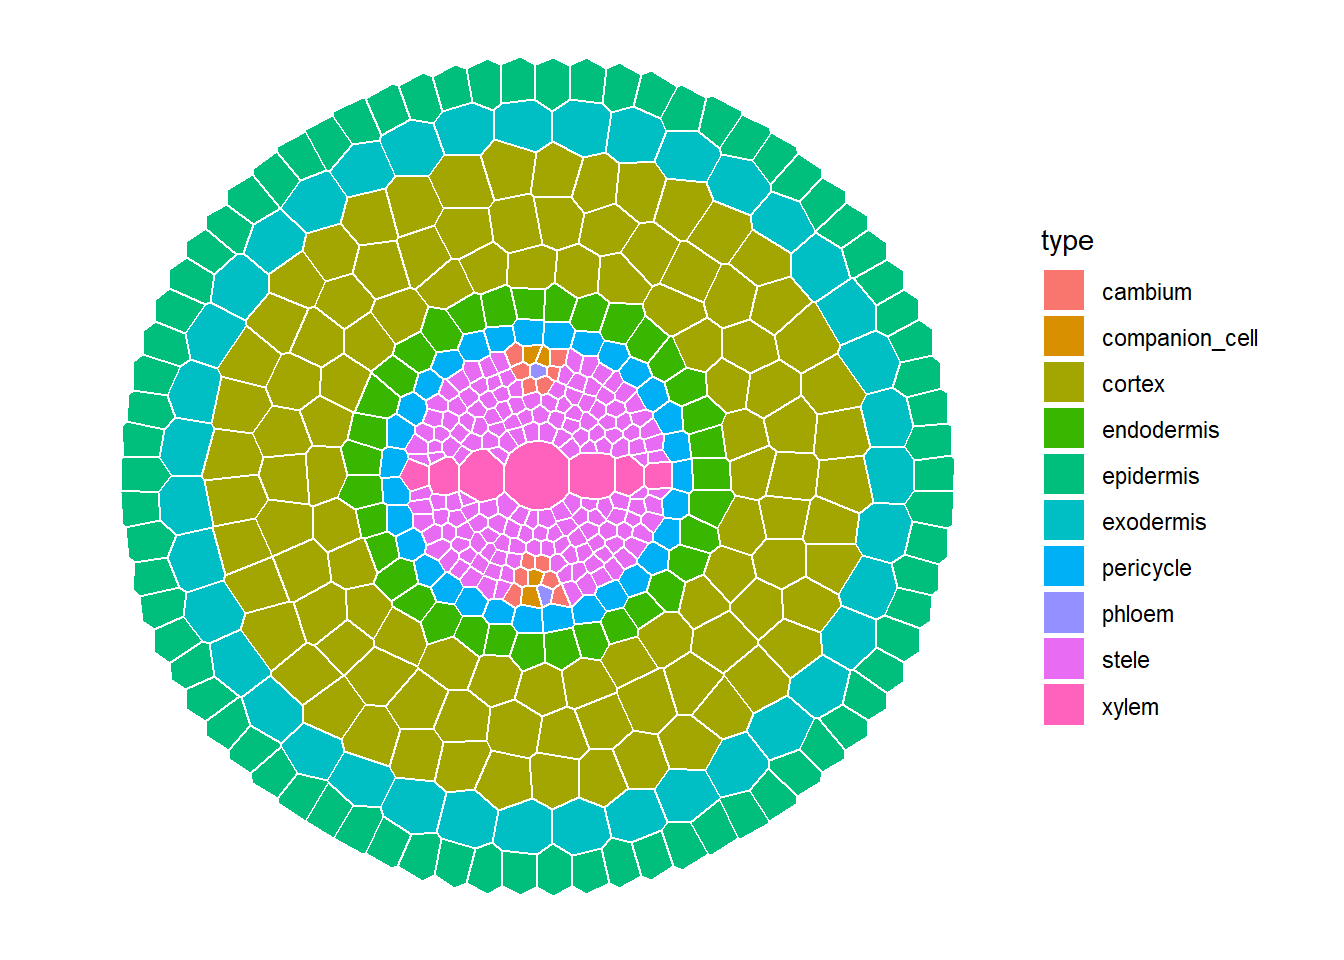 type
cambium
companion_cell
cortex
endodermis
epidermis
exodermis
pericycle
phloem
stele
xylem